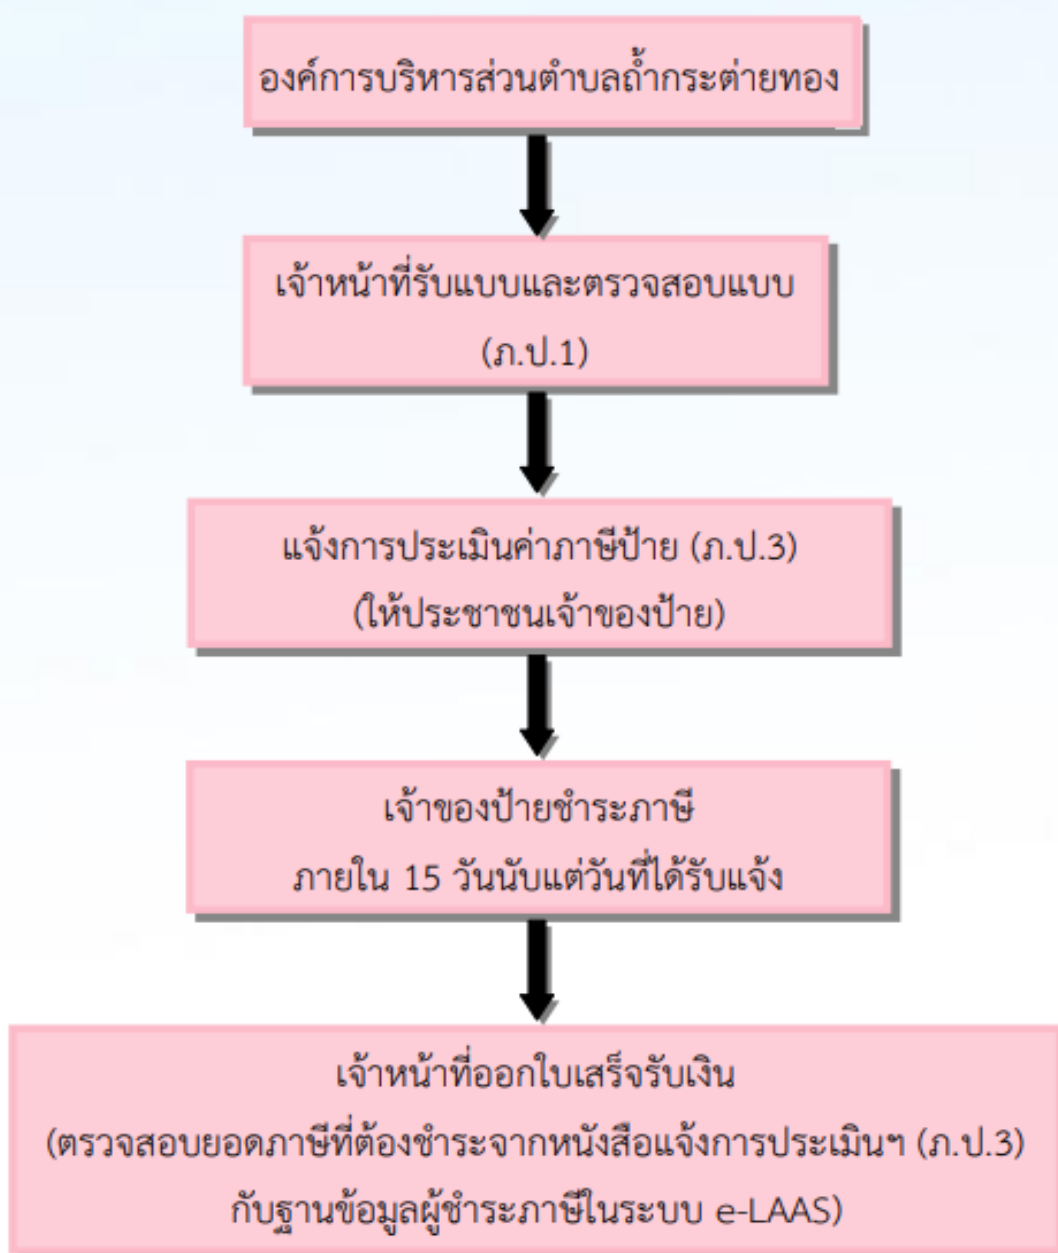 องค์การบริหารส่วนตำบลถ้ำกระต่ายทอง
เจ้าหน้าที่รับแบบและตรวจสอบแบบ
(ภ.ป.1)
แจ้งการประเมินค่าภาษีป้าย (ภ.ป.3)
(ให้ประชาชนเจ้าของป้าย)
เจ้าของป้ายชำระภาษี
ภายใน 15 วันนับแต่วันที่ได้รับแจ้ง
เจ้าหน้าที่ออกใบเสร็จรับเงิน
(ตรวจสอบยอดภาษีที่ต้องชำระจากหนังสือแจ้งการประเมินฯ (ภ.ป.3)
กับฐานข้อมูลผู้ชำระภาษีในระบบ e-LAAS)